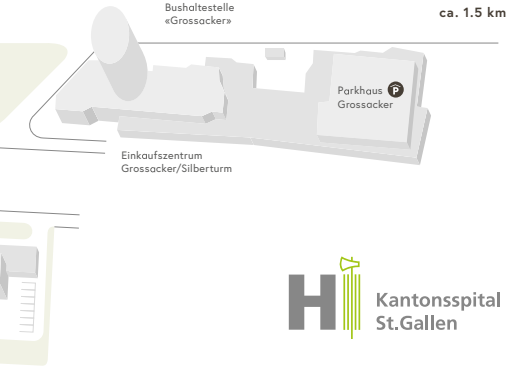 Bushaltestelle
«Grossacker»
ca. 1.5 km
Parkhaus P
Grossacker
Einkaufszentrum
Grossacker/Silberturm
H
Kantonsspital
St.Gallen